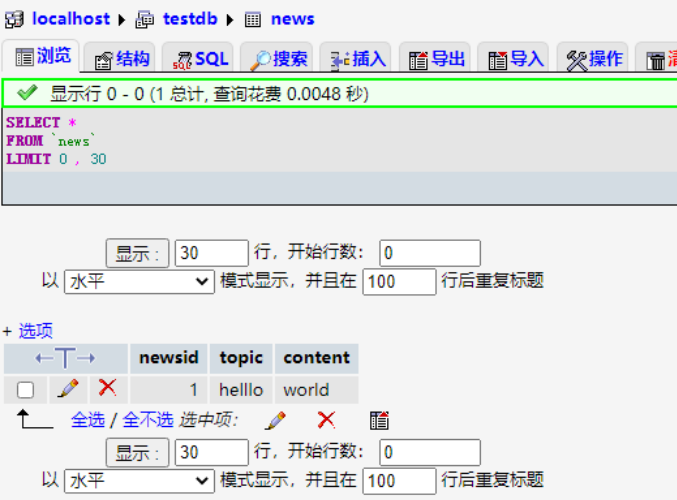 localhost ▸ testdb ▸ news
浏览 结构 SQL 搜索 插入 导出 导入 操作
显示行 0 - 0 (1 总计, 查询花费 0.0048 秒)
SELECT *
FROM `news`
LIMIT 0 , 30
显示 : 30 行, 开始行数: 0
以 水平 模式显示, 并且在 100 行后重复标题
+ 选项
←T→ newsid topic content
1 helllo world
全选 / 全不选 选中项:
显示 : 30 行, 开始行数: 0
以 水平 模式显示, 并且在 100 行后重复标题